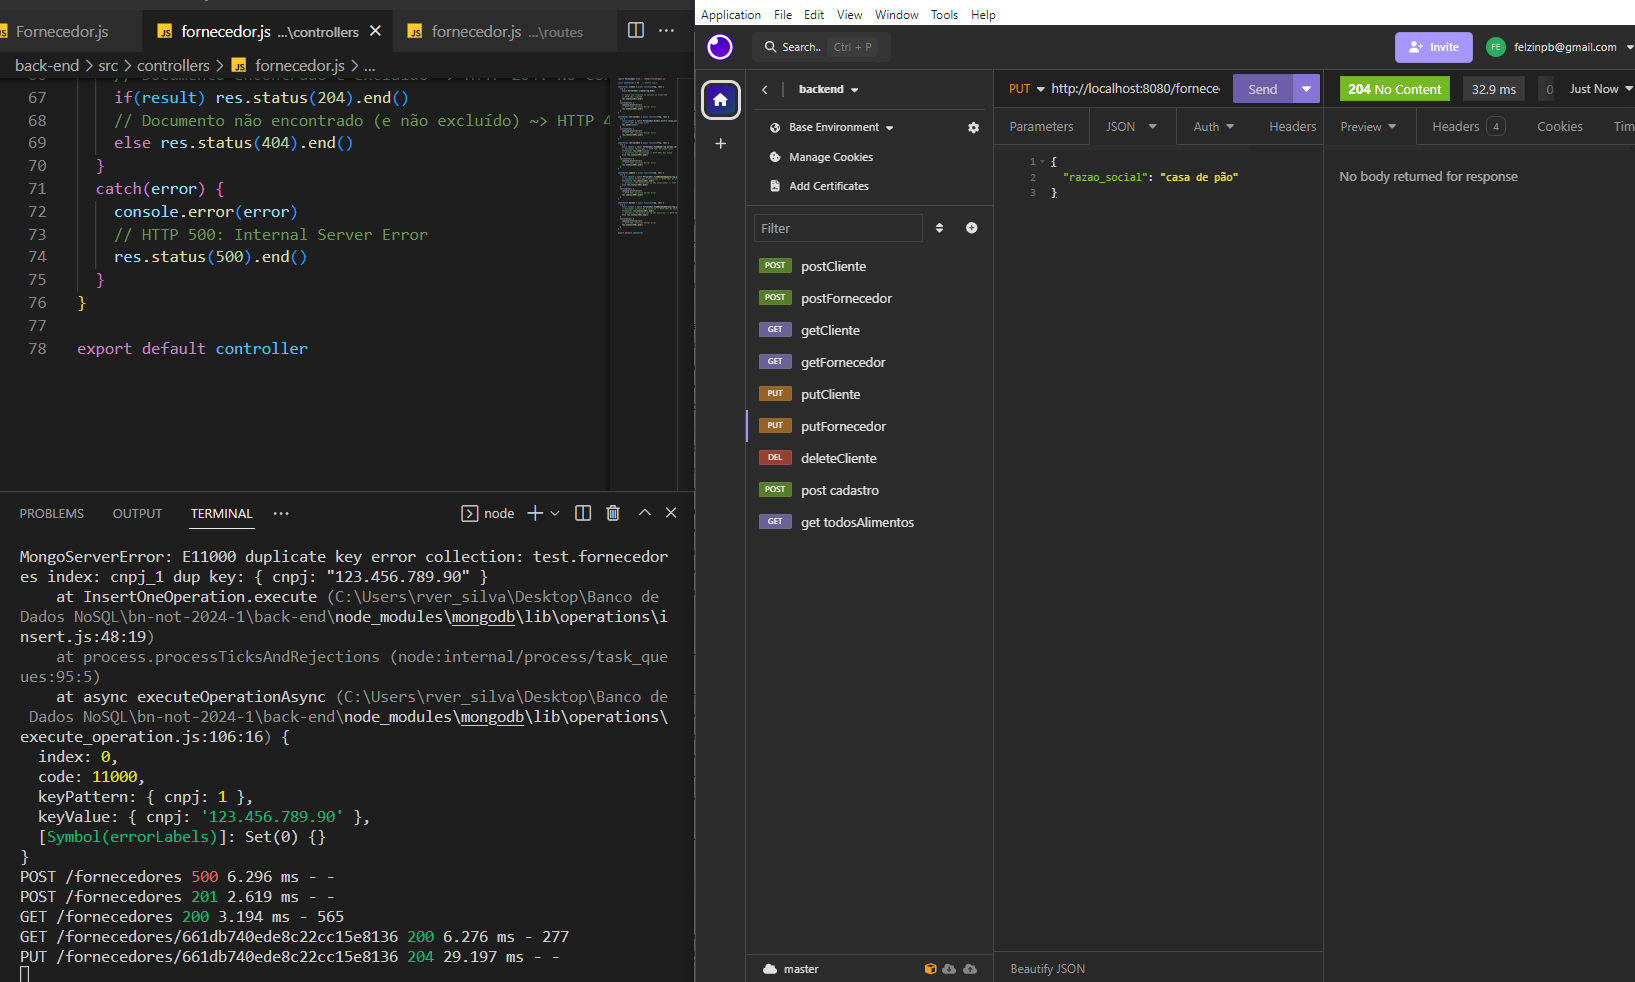 Fornecedor.js
fornecedor.js ...\controllers
fornecedor.js ...\routes
back-end > src > controllers > fornecedor.js > ...
67 if(result) res.status(204).end()
68 // Documento não encontrado (e não excluído) ~> HTTP 4
69 else res.status(404).end()
70 }
71 catch(error) {
72 console.error(error)
73 // HTTP 500: Internal Server Error
74 res.status(500).end()
75 }
76 }
77
78 export default controller
PROBLEMS OUTPUT TERMINAL ... node
MongoServerError: E11000 duplicate key error collection: test.fornecedor
es index: cnpj_1 dup key: { cnpj: "123.456.789.90" }
at InsertOneOperation.execute (C:\Users\rver_silva\Desktop\Banco de
Dados NoSQL\bn-not-2024-1\back-end\node_modules\mongodb\lib\operations\i
nsert.js:48:19)
at process.processTicksAndRejections (node:internal/process/task_que
ues:95:5)
at async executeOperationAsync (C:\Users\rver_silva\Desktop\Banco de
Dados NoSQL\bn-not-2024-1\back-end\node_modules\mongodb\lib\operations\
execute_operation.js:106:16) {
index: 0,
code: 11000,
keyPattern: { cnpj: 1 },
keyValue: { cnpj: '123.456.789.90' },
[Symbol(errorLabels)]: Set(0) {}
}
POST /fornecedores 500 6.296 ms - -
POST /fornecedores 201 2.619 ms - -
GET /fornecedores 200 3.194 ms - 565
GET /fornecedores/661db740ede8c22cc15e8136 200 6.276 ms - 277
PUT /fornecedores/661db740ede8c22cc15e8136 204 29.197 ms - -
Application File Edit View Window Tools Help
Search.. Ctrl + P
Invite
FE felzinpb@gmail.com
backend
Base Environment
Manage Cookies
Add Certificates
Filter
POST postCliente
POST postFornecedor
GET getCliente
GET getFornecedor
PUT putCliente
PUT putFornecedor
DEL deleteCliente
POST post cadastro
GET get todosAlimentos
master
PUT http://localhost:8080/fornece Send
Parameters JSON Auth Headers
1 {
2 "razao_social": "casa de pão"
3 }
Beautify JSON
204 No Content 32.9 ms 0 Just Now
Preview Headers 4 Cookies Tim
No body returned for response